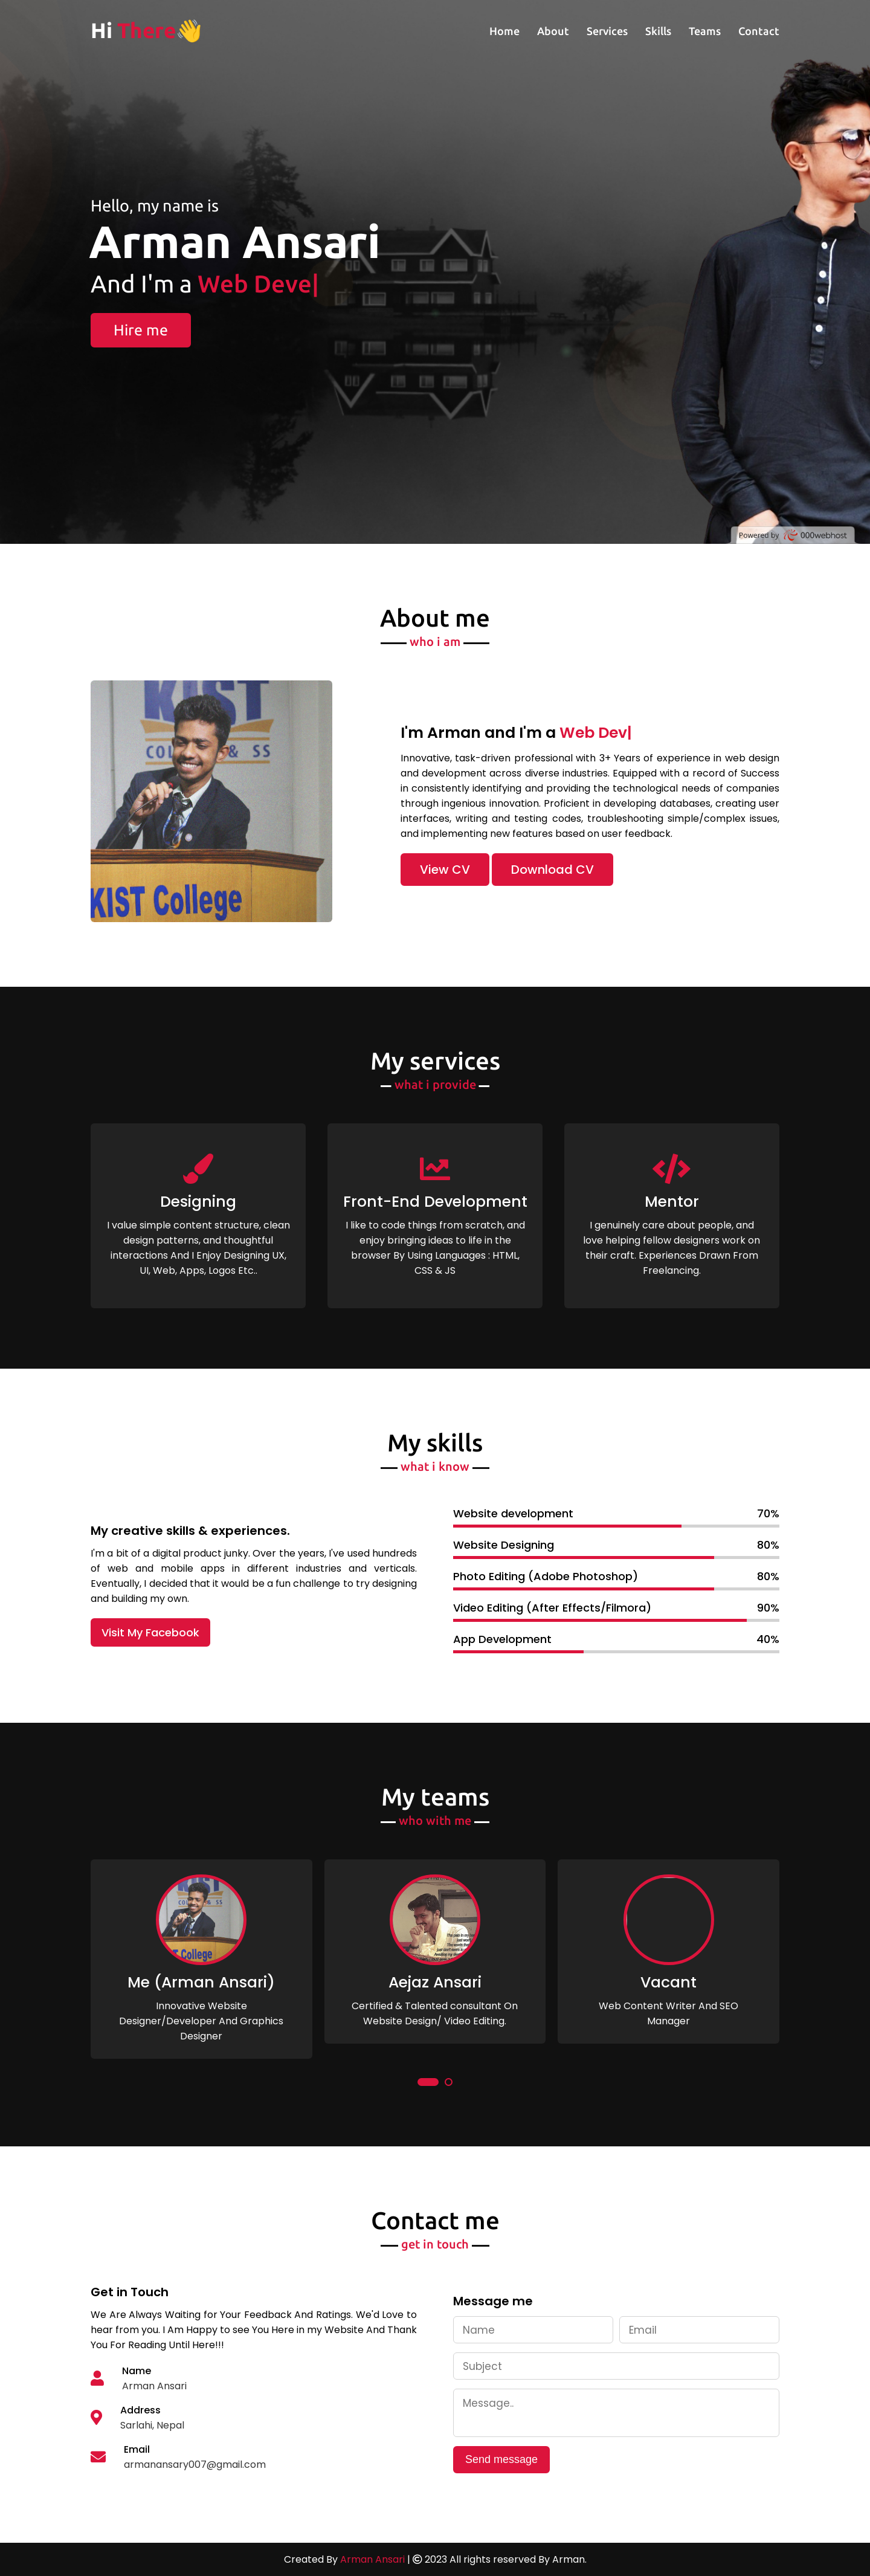 Hi There👋
Home About Services Skills Teams Contact
Hello, my name is
Arman Ansari
And I'm a Web Deve|
Hire me
Powered by 000webhost
About me
who i am
KIST
COL & SS
KIST College
I'm Arman and I'm a Web Dev|
Innovative, task-driven professional with 3+ Years of experience in web design
and development across diverse industries. Equipped with a record of Success
in consistently identifying and providing the technological needs of companies
through ingenious innovation. Proficient in developing databases, creating user
interfaces, writing and testing codes, troubleshooting simple/complex issues,
and implementing new features based on user feedback.
View CV Download CV
My services
what i provide
Designing
I value simple content structure, clean
design patterns, and thoughtful
interactions And I Enjoy Designing UX,
UI, Web, Apps, Logos Etc..
Front-End Development
I like to code things from scratch, and
enjoy bringing ideas to life in the
browser By Using Languages : HTML,
CSS & JS
Mentor
I genuinely care about people, and
love helping fellow designers work on
their craft. Experiences Drawn From
Freelancing.
My skills
what i know
My creative skills & experiences.
I'm a bit of a digital product junky. Over the years, I've used hundreds
of web and mobile apps in different industries and verticals.
Eventually, I decided that it would be a fun challenge to try designing
and building my own.
Visit My Facebook
Website development 70%
Website Designing 80%
Photo Editing (Adobe Photoshop) 80%
Video Editing (After Effects/Filmora) 90%
App Development 40%
My teams
who with me
Me (Arman Ansari)
Innovative Website
Designer/Developer And Graphics
Designer
Aejaz Ansari
Certified & Talented consultant On
Website Design/ Video Editing.
Vacant
Web Content Writer And SEO
Manager
Contact me
get in touch
Get in Touch
We Are Always Waiting for Your Feedback And Ratings. We'd Love to
hear from you. I Am Happy to see You Here in my Website And Thank
You For Reading Until Here!!!
Name
Arman Ansari
Address
Sarlahi, Nepal
Email
armanansary007@gmail.com
Message me
Name Email
Subject
Message..
Send message
Created By Arman Ansari | © 2023 All rights reserved By Arman.